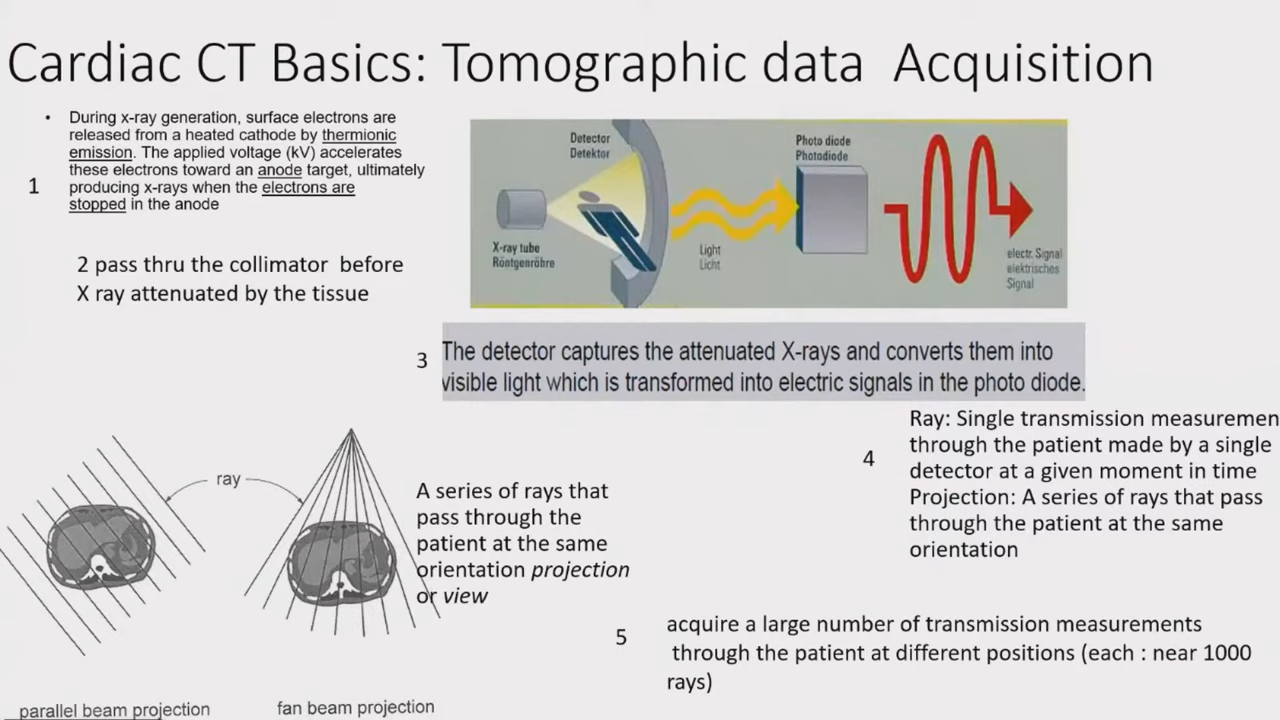 Cardiac CT Basics: Tomographic data Acquisition
• During x-ray generation, surface electrons are
released from a heated cathode by thermionic
emission. The applied voltage (kV) accelerates
these electrons toward an anode target, ultimately
producing x-rays when the electrons are
stopped in the anode
1
2 pass thru the collimator before
X ray attenuated by the tissue
Detector
Detektor
Photo diode
Photodiode
X-ray tube
Röntgenröhre
Light
Licht
electr. Signal
elektrisches
Signal
3
The detector captures the attenuated X-rays and converts them into
visible light which is transformed into electric signals in the photo diode.
4
Ray: Single transmission measuremen
through the patient made by a single
detector at a given moment in time
Projection: A series of rays that pass
through the patient at the same
orientation
ray
A series of rays that
pass through the
patient at the same
orientation projection
or view
5
acquire a large number of transmission measurements
through the patient at different positions (each : near 1000
rays)
parallel beam projection
fan beam projection